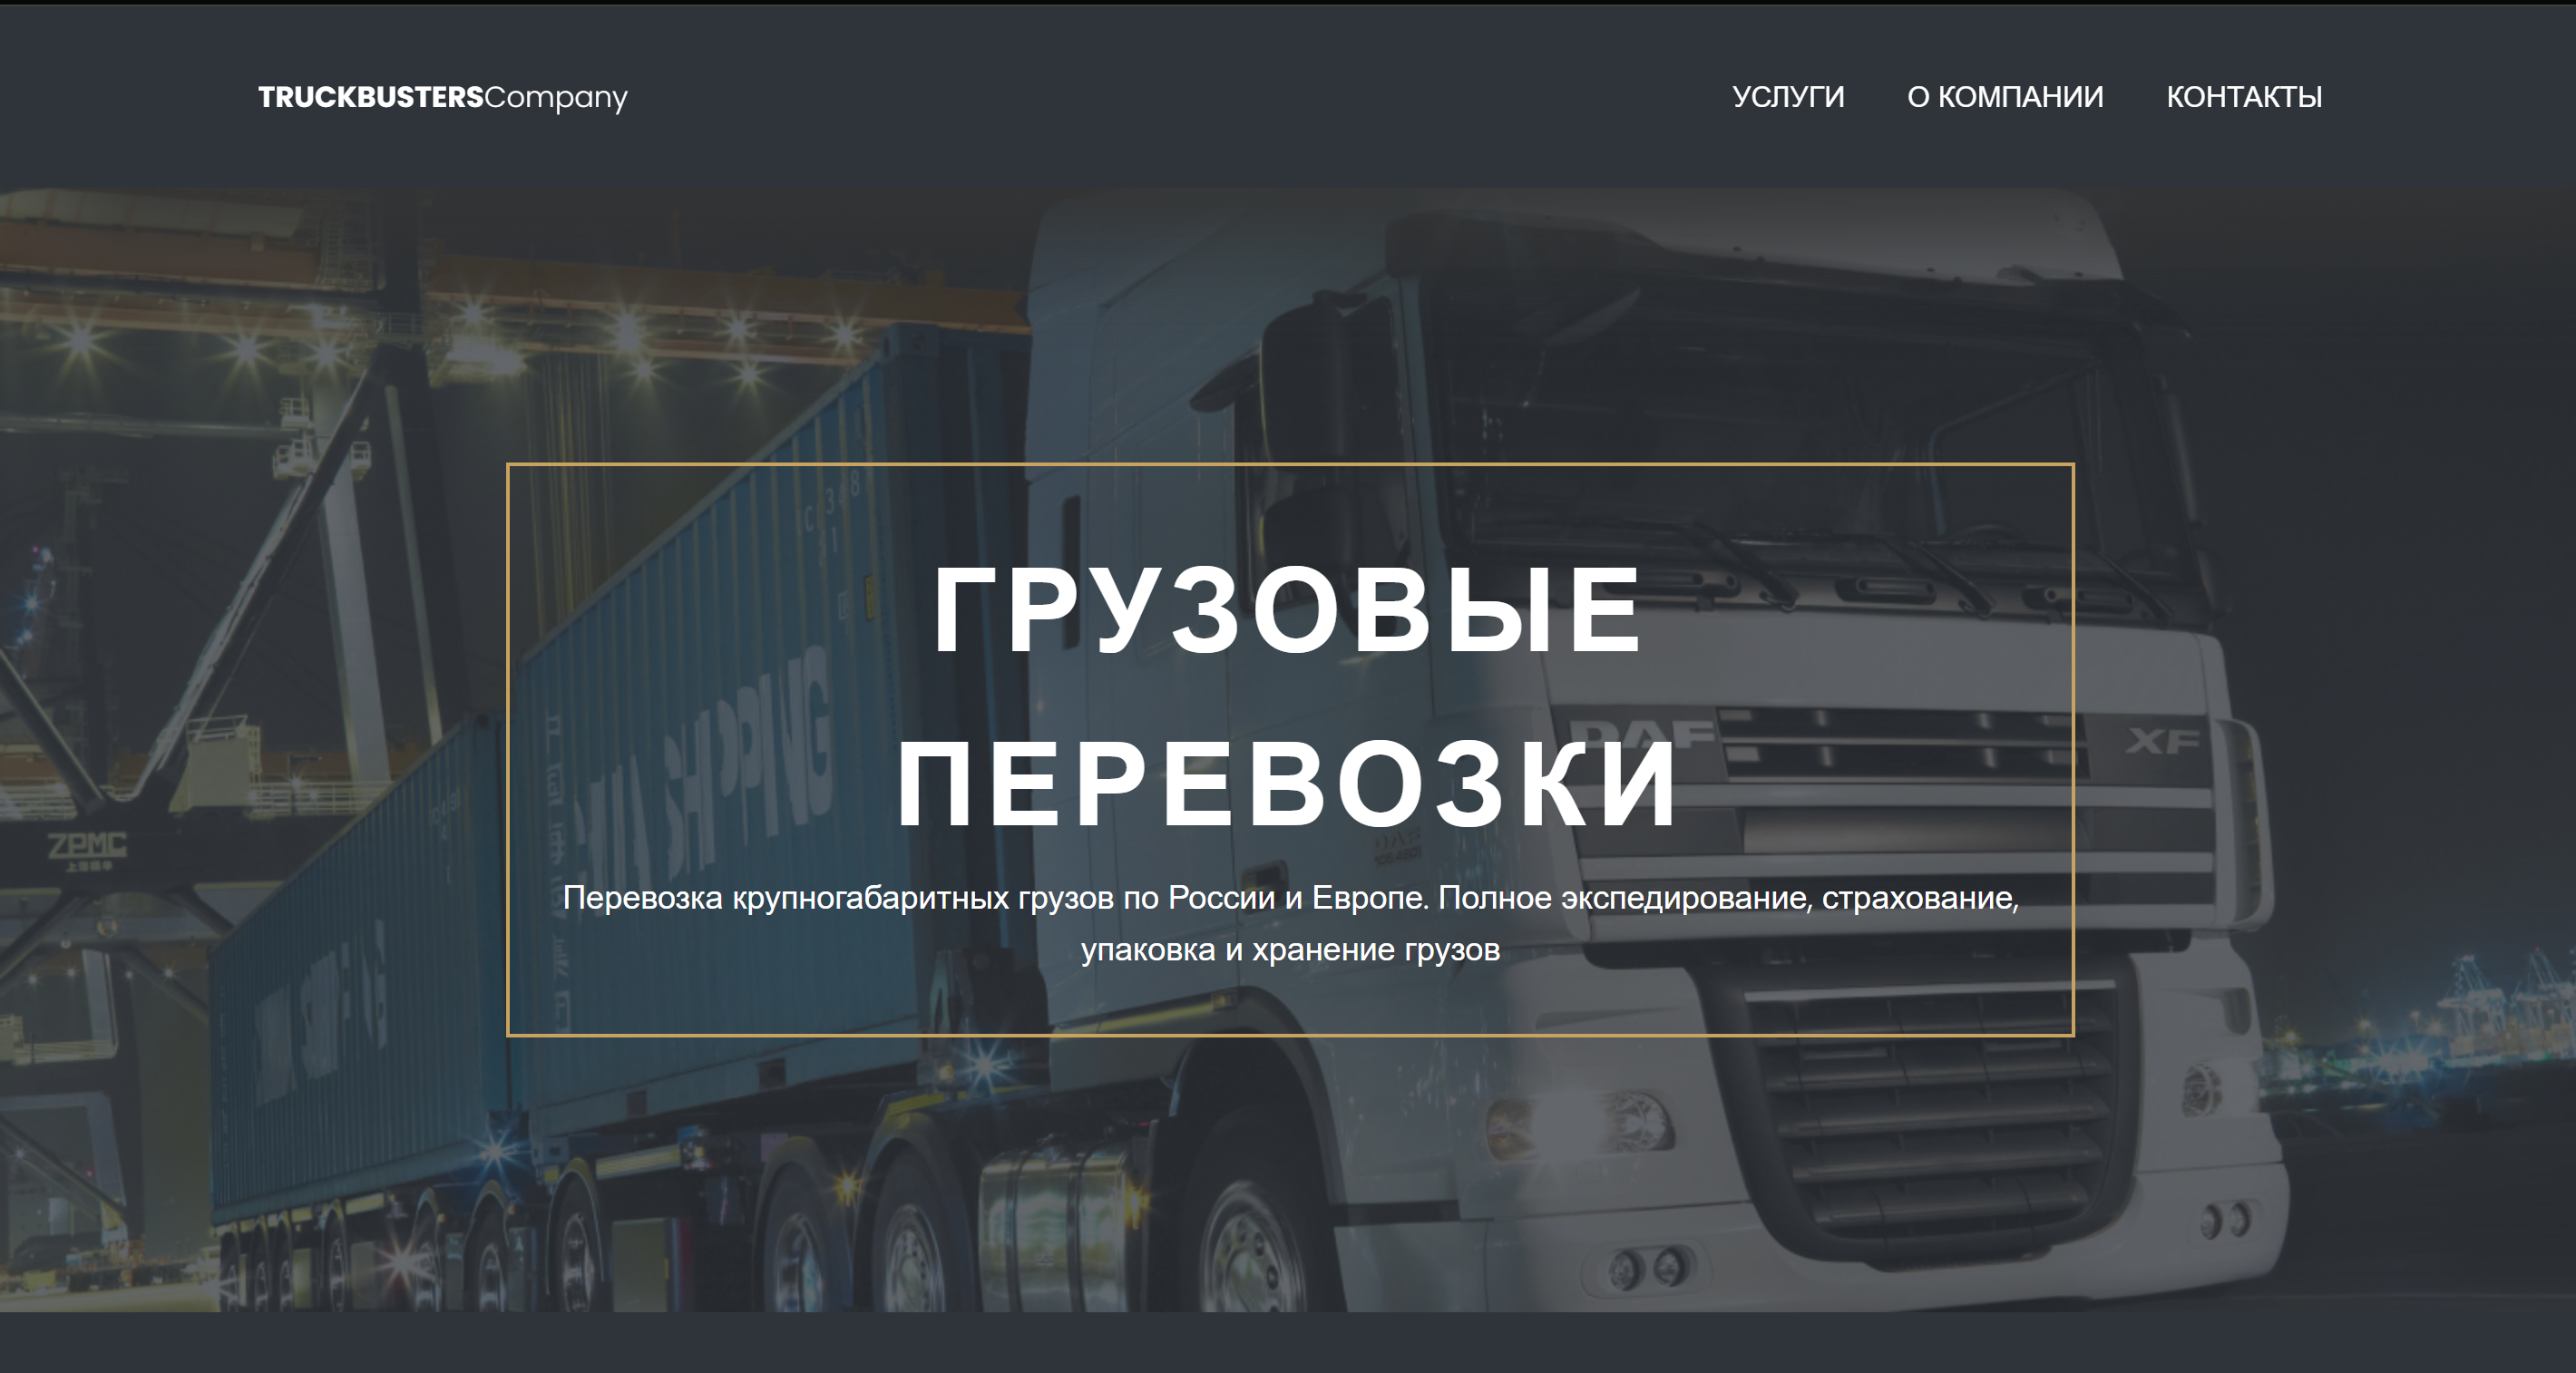 TRUCKBUSTERSCompany
УСЛУГИ О КОМПАНИИ КОНТАКТЫ
ГРУЗОВЫЕ
ПЕРЕВОЗКИ
Перевозка крупногабаритных грузов по России и Европе. Полное экспедирование, страхование,
упаковка и хранение грузов
DAF
XF
SHIPPING
ZPMC